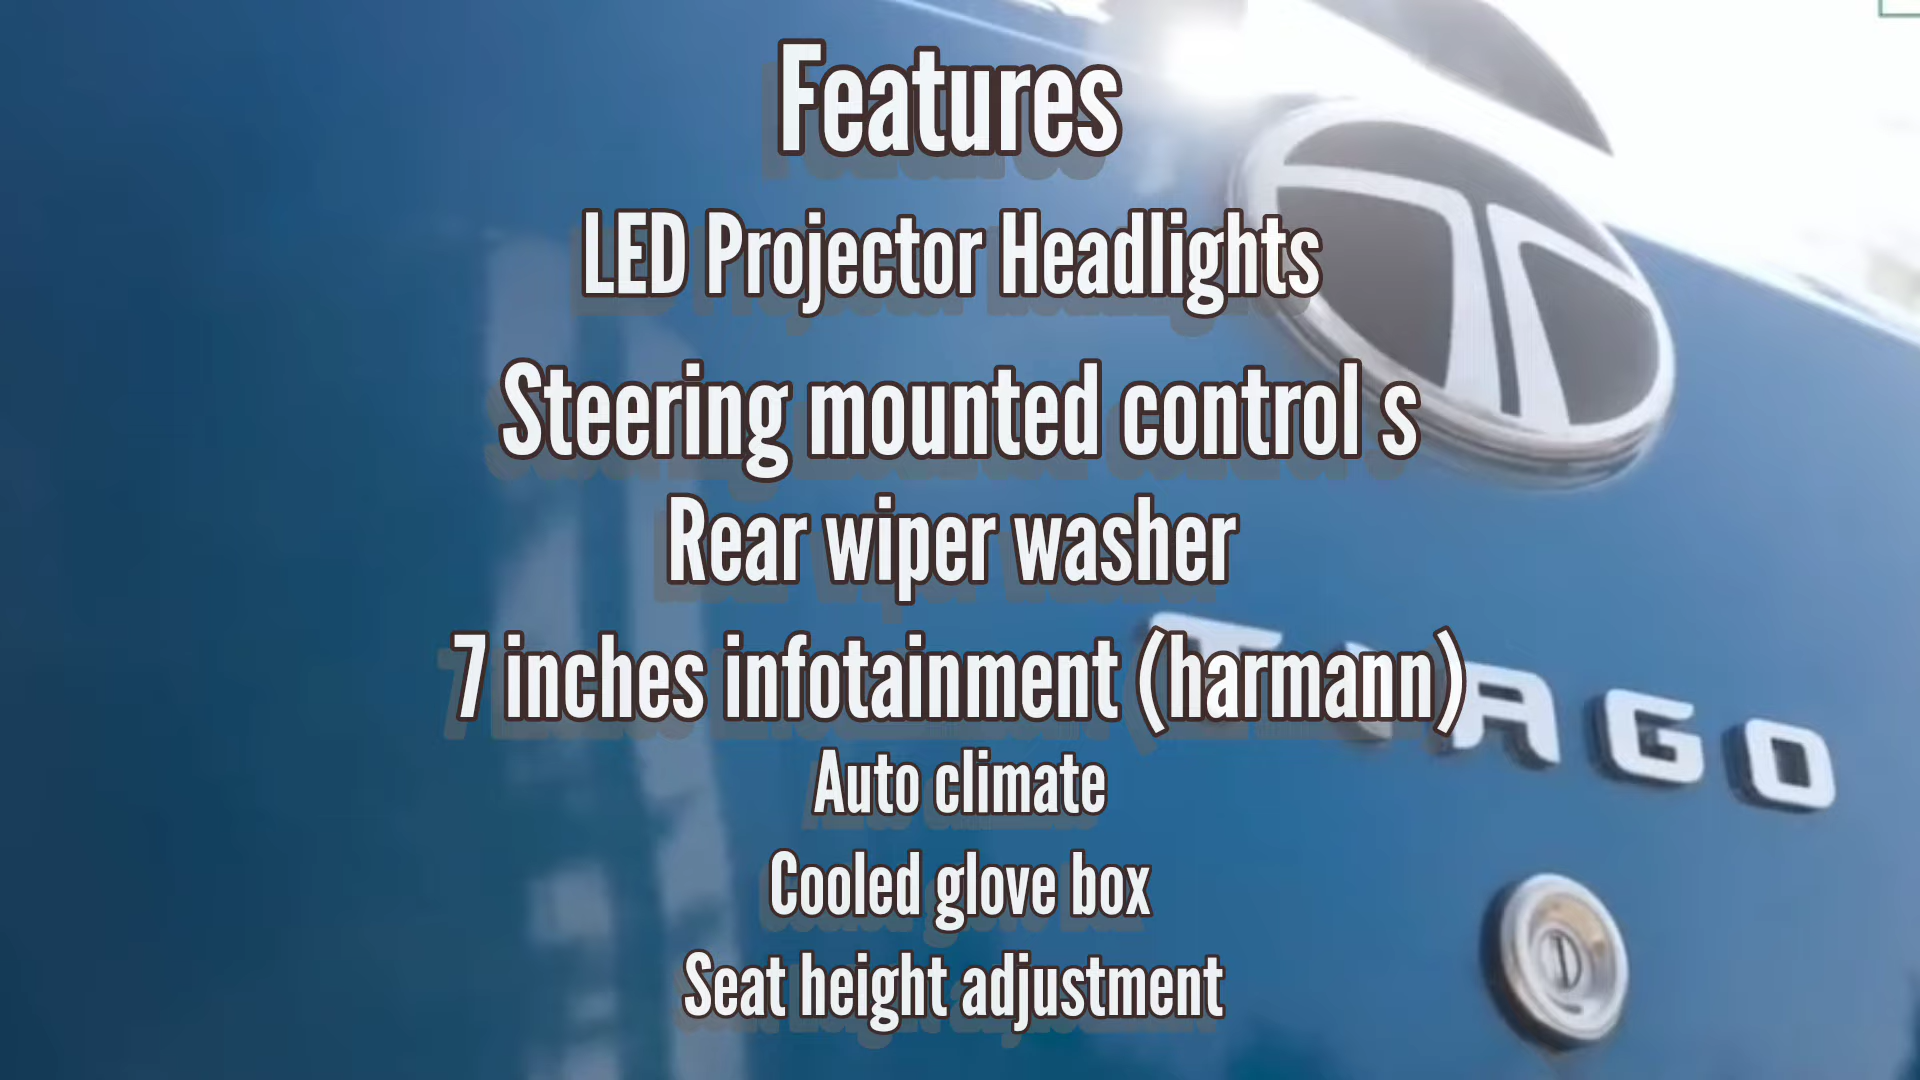 Features
LED Projector Headlights
Steering mounted control s
Rear wiper washer
7 inches infotainment (harmann)
TIAGO
Auto climate
Cooled glove box
Seat height adjustment